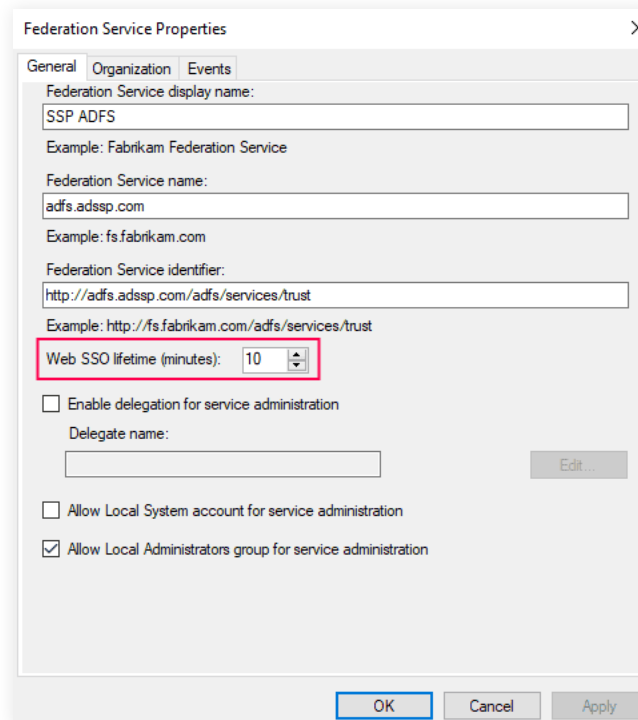 Federation Service Properties
General Organization Events
Federation Service display name:
SSP ADFS
Example: Fabrikam Federation Service
Federation Service name:
adfs.adssp.com
Example: fs.fabrikam.com
Federation Service identifier:
http://adfs.adssp.com/adfs/services/trust
Example: http://fs.fabrikam.com/adfs/services/trust
Web SSO lifetime (minutes): 10
Enable delegation for service administration
Delegate name:
Edit...
Allow Local System account for service administration
Allow Local Administrators group for service administration
OK Cancel Apply